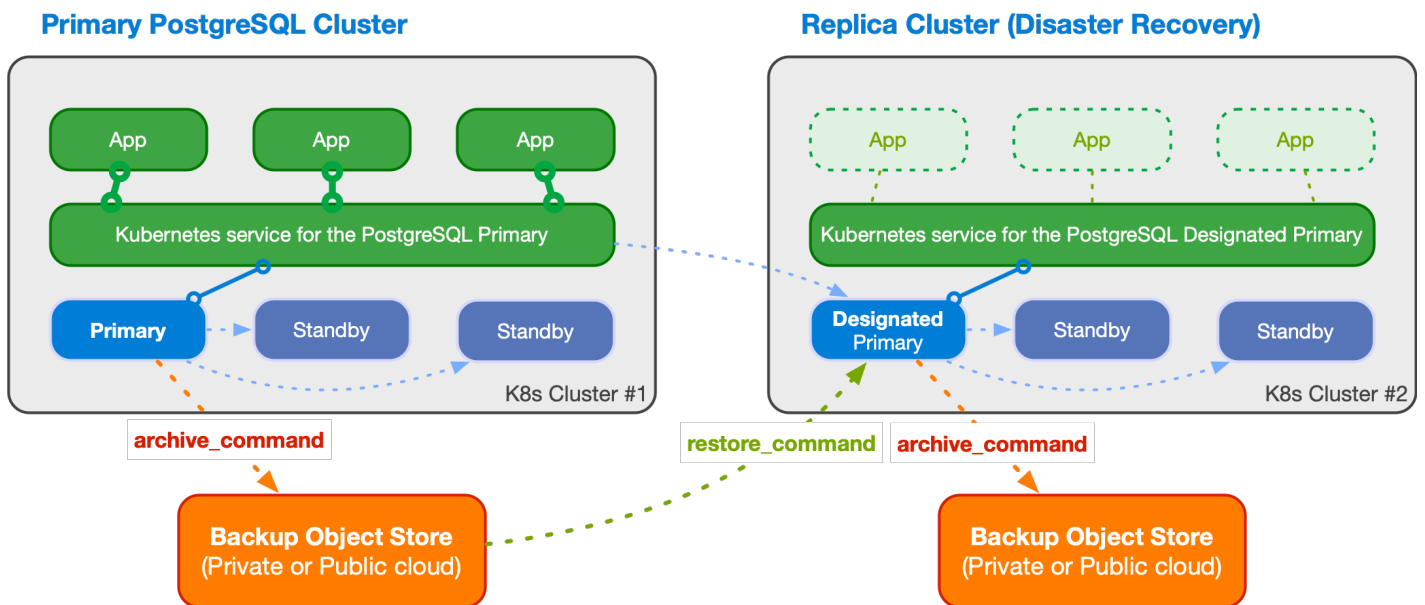 Primary PostgreSQL Cluster
Replica Cluster (Disaster Recovery)
App
App
App
App
App
App
Kubernetes service for the PostgreSQL Primary
Kubernetes service for the PostgreSQL Designated Primary
Primary
Standby
Standby
Designated
Primary
Standby
Standby
K8s Cluster #1
K8s Cluster #2
archive_command
restore_command
archive_command
Backup Object Store
(Private or Public cloud)
Backup Object Store
(Private or Public cloud)